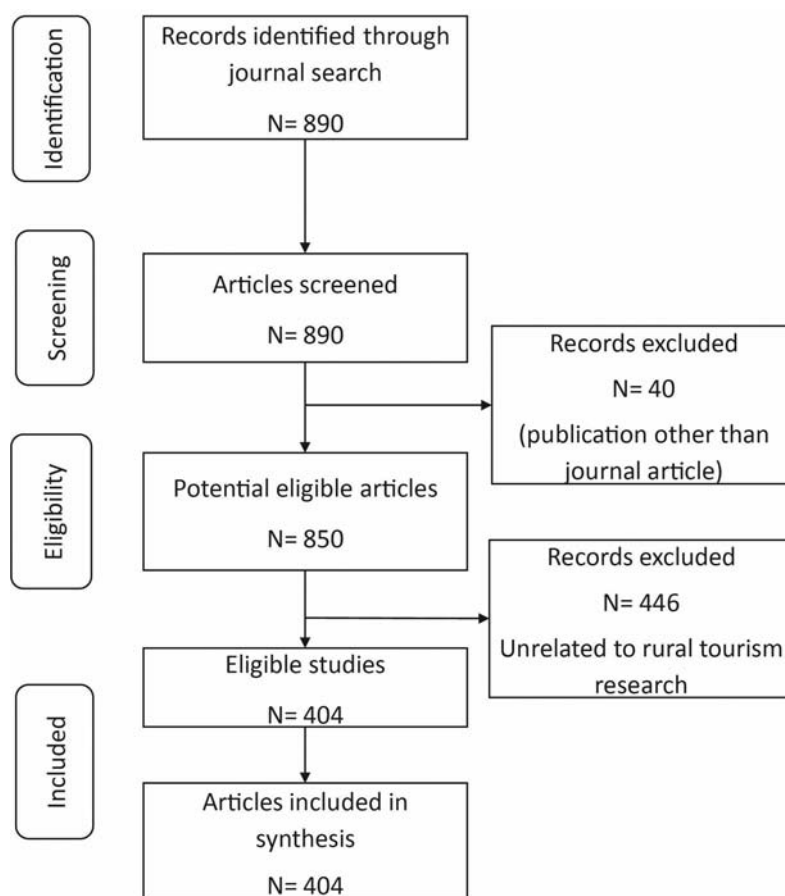 Identification
Records identified through
journal search
N= 890
Screening
Articles screened
N= 890
Records excluded
N= 40
(publication other than
journal article)
Eligibility
Potential eligible articles
N= 850
Records excluded
N= 446
Unrelated to rural tourism
research
Included
Eligible studies
N= 404
Articles included in
synthesis
N= 404